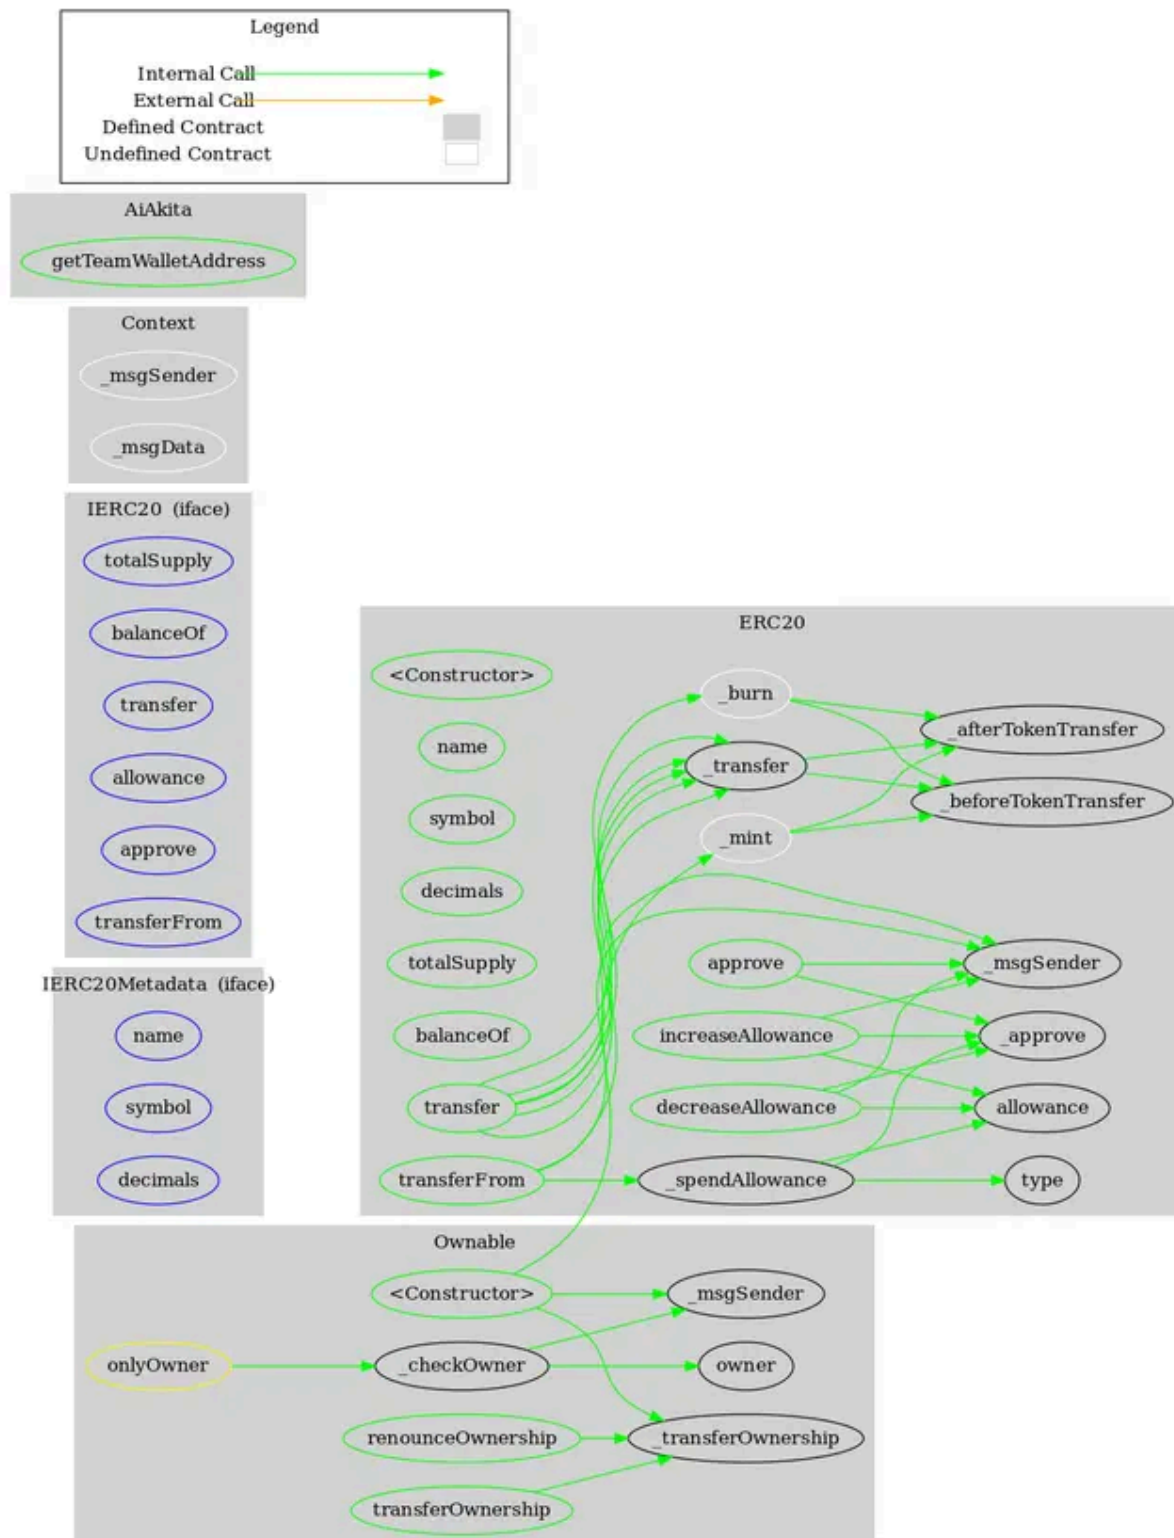 Legend
Internal Call
External Call
Defined Contract
Undefined Contract
AiAkita
getTeamWalletAddress
Context
_msgSender
_msgData
IERC20 (iface)
totalSupply
balanceOf
transfer
allowance
approve
transferFrom
IERC20Metadata (iface)
name
symbol
decimals
ERC20
<Constructor>
name
symbol
decimals
totalSupply
balanceOf
transfer
transferFrom
_burn
_transfer
_mint
approve
increaseAllowance
decreaseAllowance
_spendAllowance
_afterTokenTransfer
_beforeTokenTransfer
_msgSender
_approve
allowance
type
Ownable
<Constructor>
_msgSender
onlyOwner
_checkOwner
owner
renounceOwnership
_transferOwnership
transferOwnership